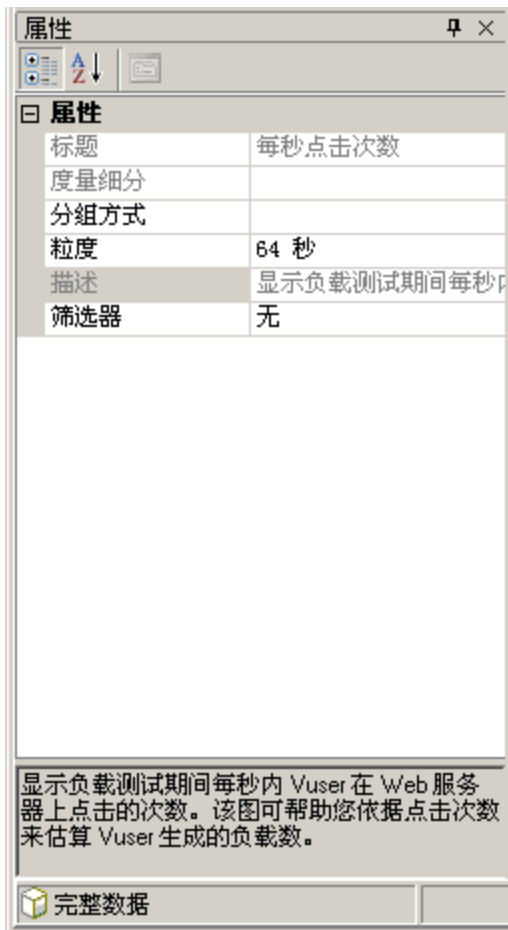 属性
属性
标题 每秒点击次数
度量细分
分组方式
粒度 64 秒
描述 显示负载测试期间每秒
筛选器 无
显示负载测试期间每秒内 Vuser 在 Web 服务
器上点击的次数。该图可帮助您依据点击次数
来估算 Vuser 生成的负载数。
完整数据